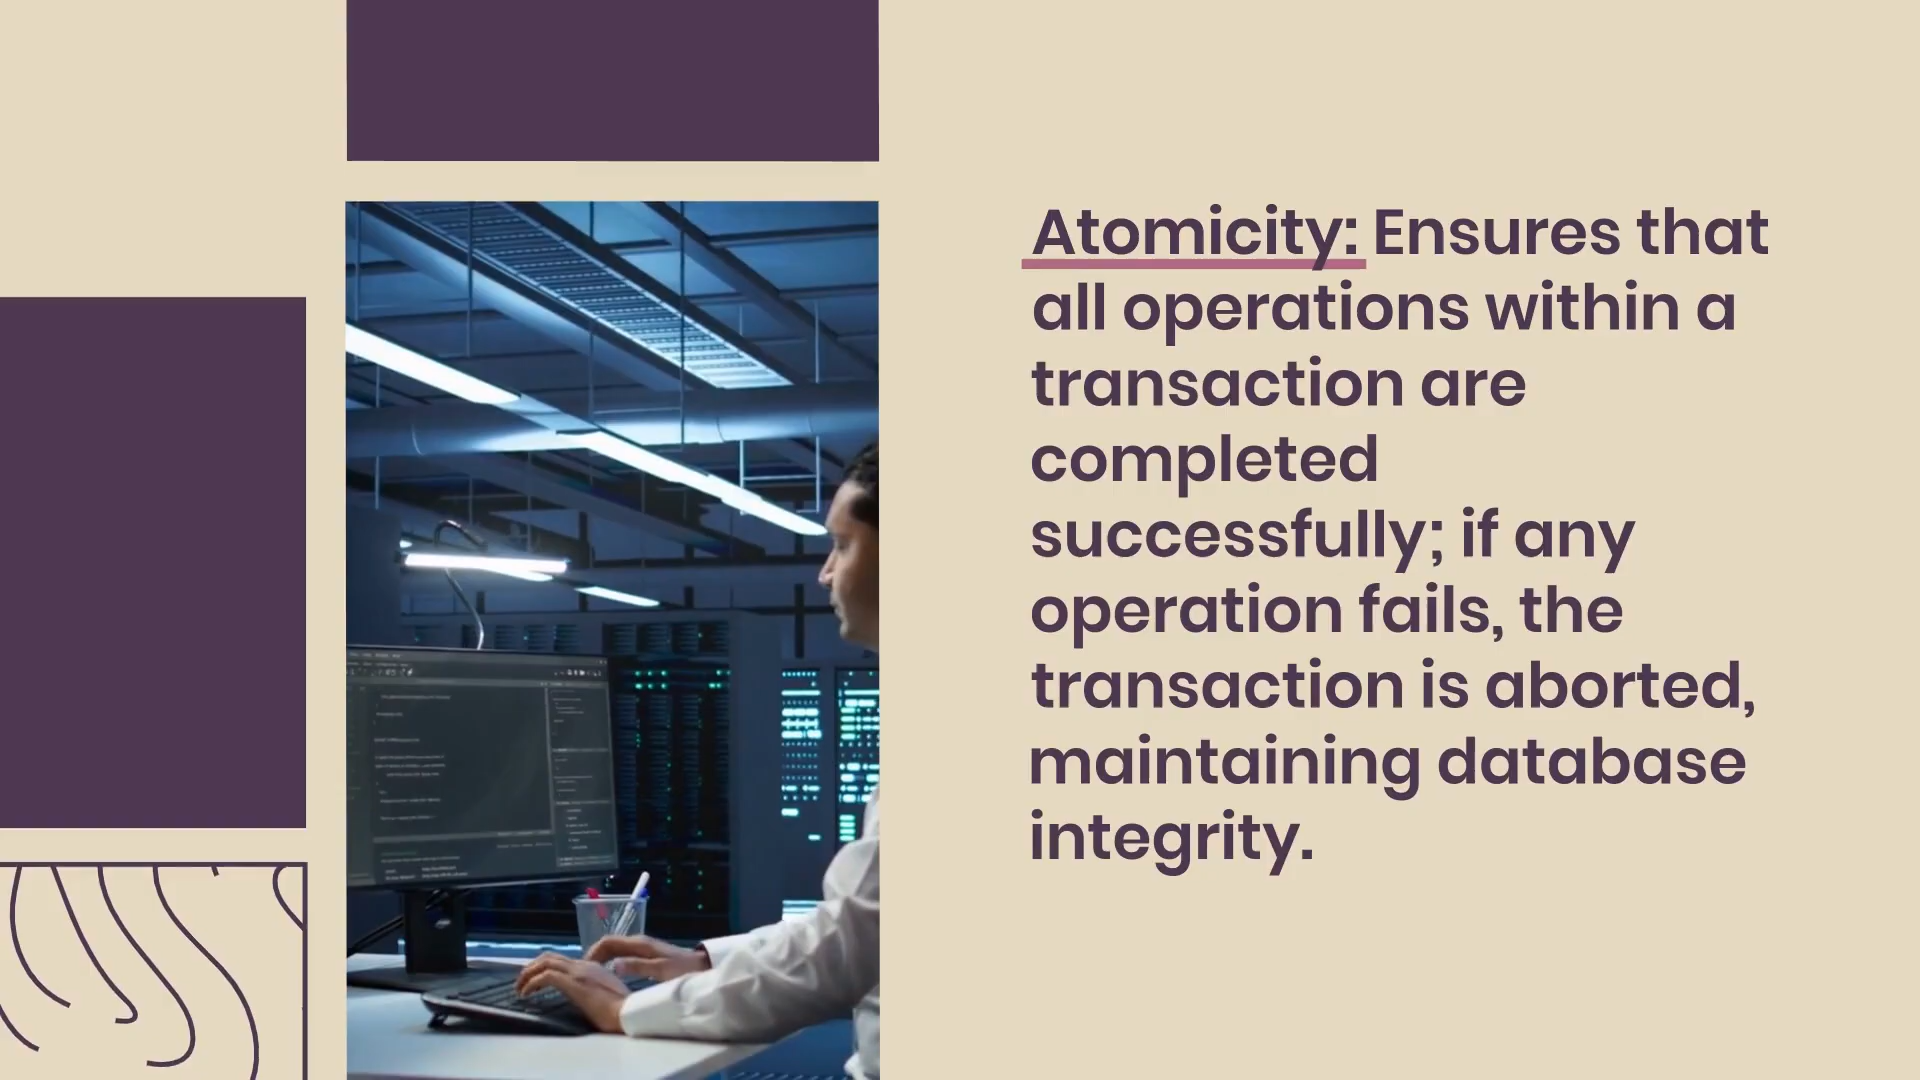 Atomicity: Ensures that
all operations within a
transaction are
completed
successfully; if any
operation fails, the
transaction is aborted,
maintaining database
integrity.